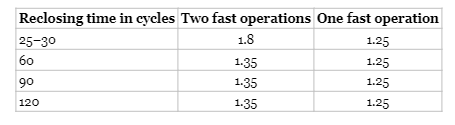 Reclosing time in cycles Two fast operations One fast operation
25–30 1.8 1.25
60 1.35 1.25
90 1.35 1.25
120 1.35 1.25